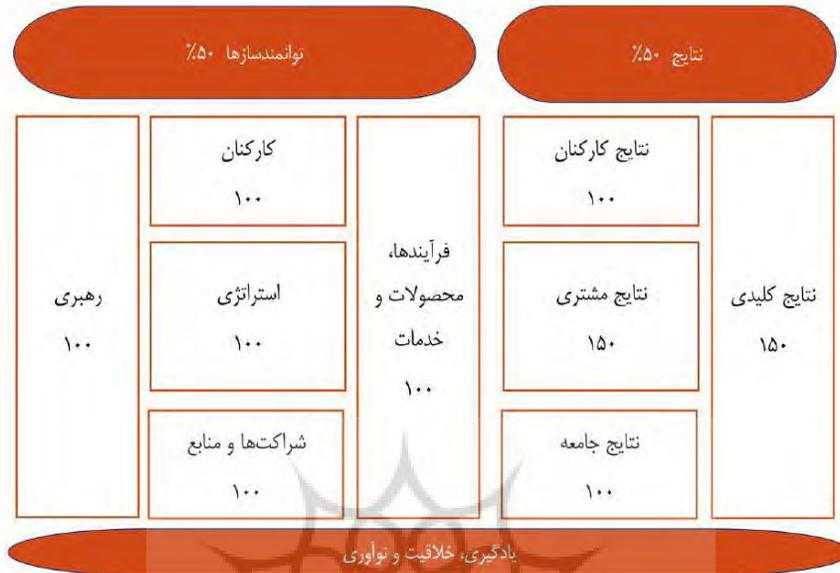 توانمندسازها ۵۰٪
نتایج ۵۰٪
رهبری
۱۰۰
کارکنان
۱۰۰
استراتژی
۱۰۰
شراکت‌ها و منابع
۱۰۰
فرآیندها،
محصولات و
خدمات
۱۰۰
نتایج کارکنان
۱۰۰
نتایج مشتری
۱۵۰
نتایج جامعه
۱۰۰
نتایج کلیدی
۱۵۰
یادگیری، خلاقیت و نوآوری